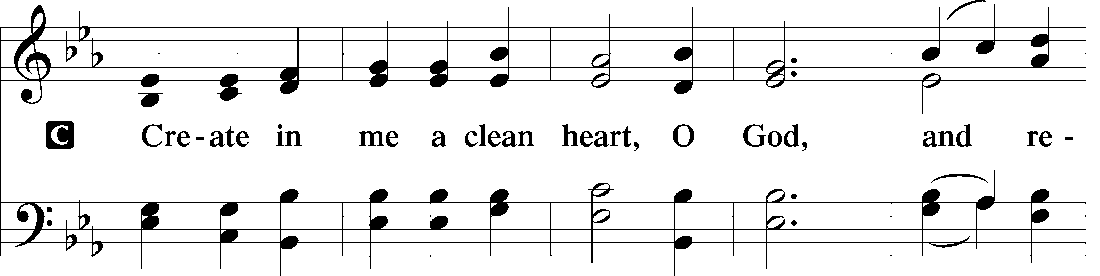 C Cre-ate in me a clean heart, O God, and re-